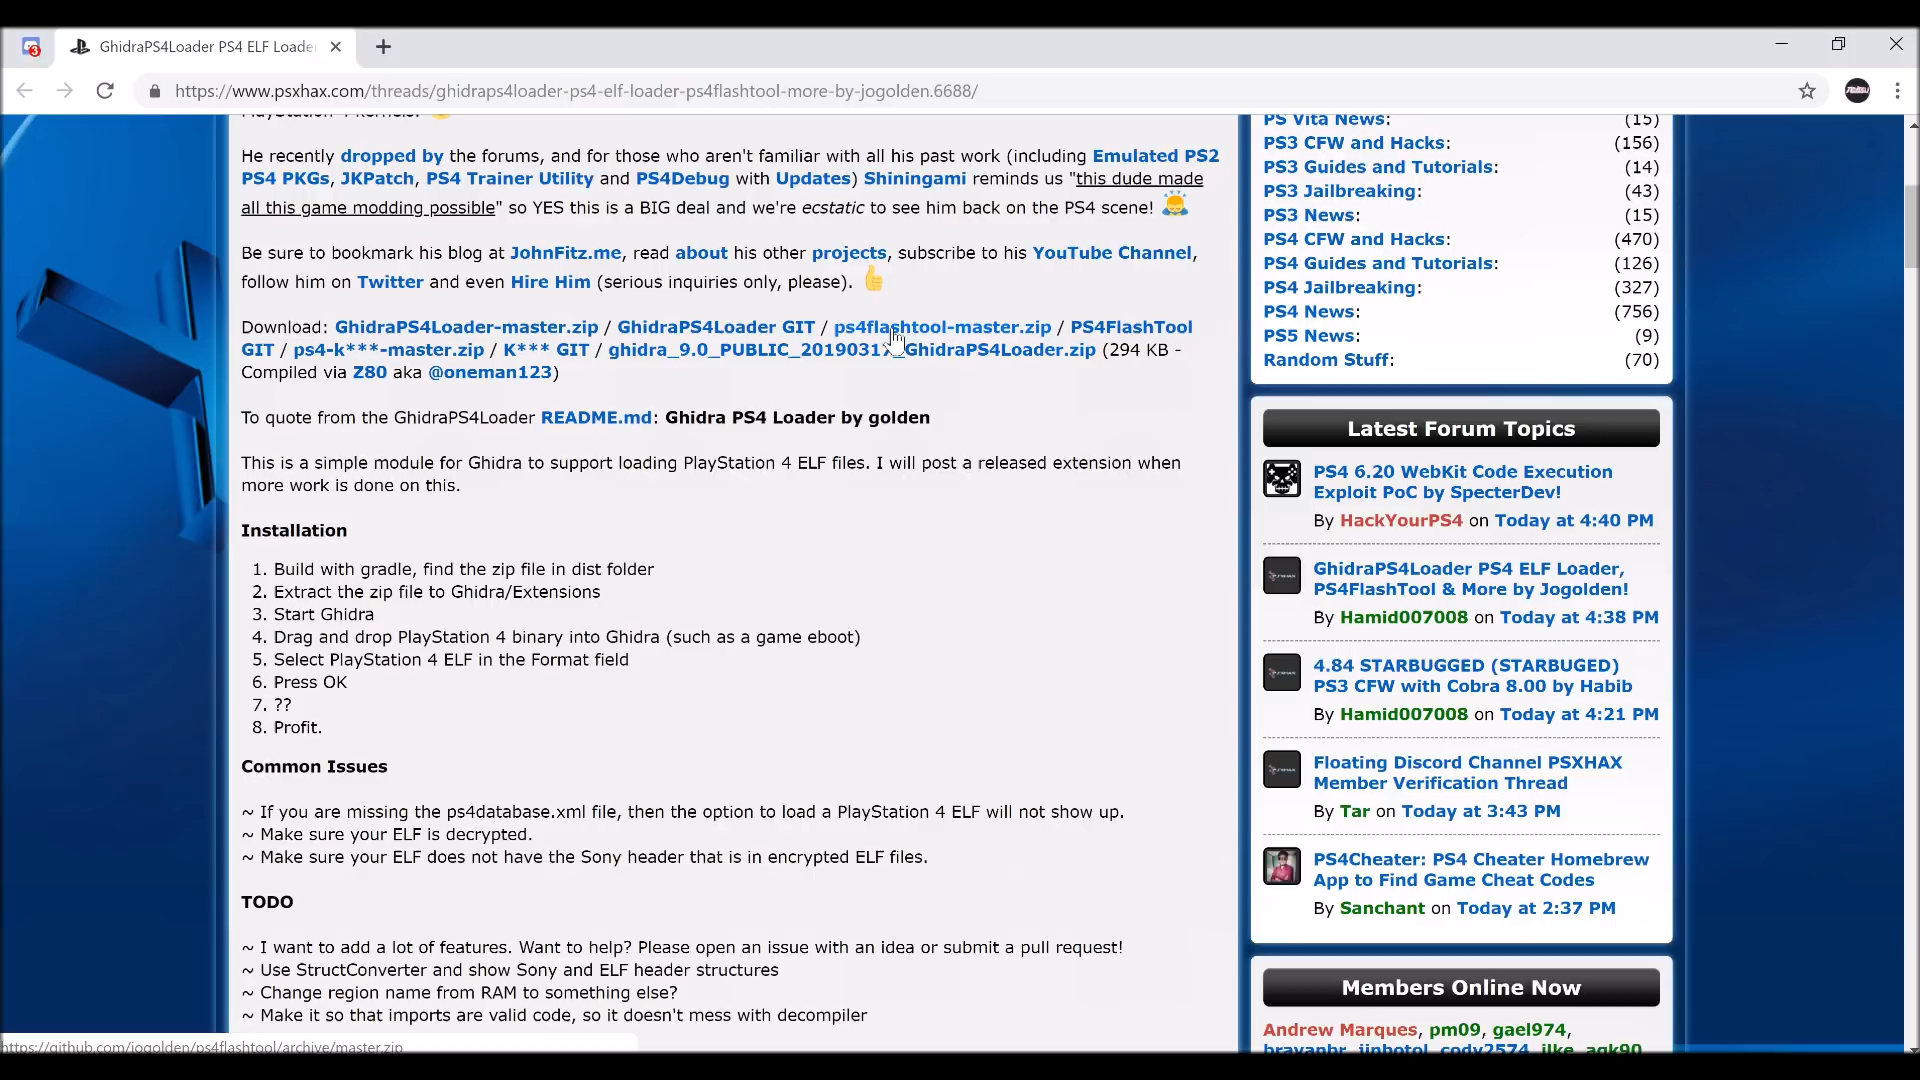 3
GhidraPS4Loader PS4 ELF Loade
https://www.psxhax.com/threads/ghidraps4loader-ps4-elf-loader-ps4flashtool-more-by-jogolden.6688/
PlayStation 4 kernels.
He recently dropped by the forums, and for those who aren't familiar with all his past work (including Emulated PS2
PS4 PKGs, JKPatch, PS4 Trainer Utility and PS4Debug with Updates) Shiningami reminds us "this dude made
all this game modding possible" so YES this is a BIG deal and we're ecstatic to see him back on the PS4 scene!
Be sure to bookmark his blog at JohnFitz.me, read about his other projects, subscribe to his YouTube Channel,
follow him on Twitter and even Hire Him (serious inquiries only, please).
Download: GhidraPS4Loader-master.zip / GhidraPS4Loader GIT / ps4flashtool-master.zip / PS4FlashTool
GIT / ps4-k***-master.zip / K*** GIT / ghidra_9.0_PUBLIC_20190317_GhidraPS4Loader.zip (294 KB -
Compiled via Z80 aka @oneman123)
To quote from the GhidraPS4Loader README.md: Ghidra PS4 Loader by golden
This is a simple module for Ghidra to support loading PlayStation 4 ELF files. I will post a released extension when
more work is done on this.
Installation
1. Build with gradle, find the zip file in dist folder
2. Extract the zip file to Ghidra/Extensions
3. Start Ghidra
4. Drag and drop PlayStation 4 binary into Ghidra (such as a game eboot)
5. Select PlayStation 4 ELF in the Format field
6. Press OK
7. ??
8. Profit.
Common Issues
~ If you are missing the ps4database.xml file, then the option to load a PlayStation 4 ELF will not show up.
~ Make sure your ELF is decrypted.
~ Make sure your ELF does not have the Sony header that is in encrypted ELF files.
TODO
~ I want to add a lot of features. Want to help? Please open an issue with an idea or submit a pull request!
~ Use StructConverter and show Sony and ELF header structures
~ Change region name from RAM to something else?
~ Make it so that imports are valid code, so it doesn't mess with decompiler
https://github.com/jogolden/ps4flashtool/archive/master.zip
PS Vita News: (15)
PS3 CFW and Hacks: (156)
PS3 Guides and Tutorials: (14)
PS3 Jailbreaking: (43)
PS3 News: (15)
PS4 CFW and Hacks: (470)
PS4 Guides and Tutorials: (126)
PS4 Jailbreaking: (327)
PS4 News: (756)
PS5 News: (9)
Random Stuff: (70)
Latest Forum Topics
PS4 6.20 WebKit Code Execution
Exploit PoC by SpecterDev!
By HackYourPS4 on Today at 4:40 PM
GhidraPS4Loader PS4 ELF Loader,
PS4FlashTool & More by Jogolden!
By Hamid007008 on Today at 4:38 PM
4.84 STARBUGGED (STARBUGED)
PS3 CFW with Cobra 8.00 by Habib
By Hamid007008 on Today at 4:21 PM
Floating Discord Channel PSXHAX
Member Verification Thread
By Tar on Today at 3:43 PM
PS4Cheater: PS4 Cheater Homebrew
App to Find Game Cheat Codes
By Sanchant on Today at 2:37 PM
Members Online Now
Andrew Marques, pm09, gael974,
brayanbr, jinbotol, cody2574, ilke, agk90